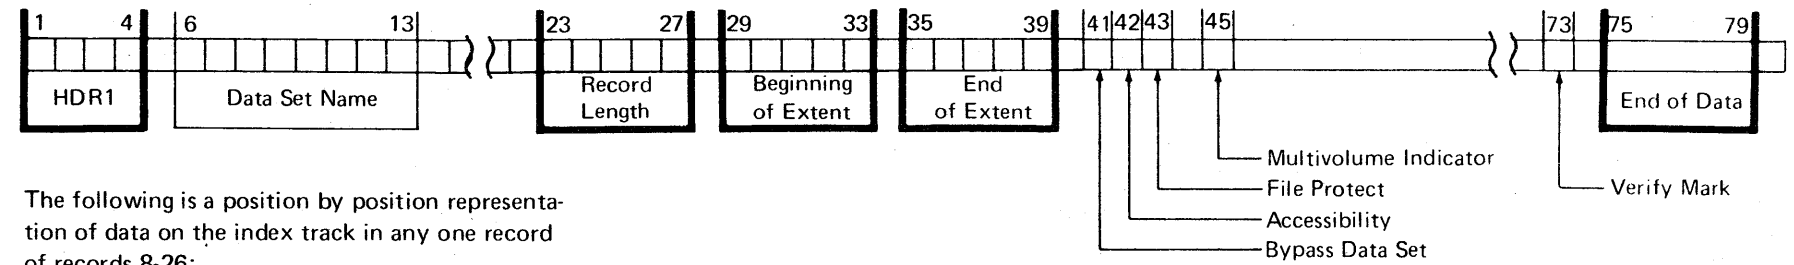 1 4 6 13 23 27 29 33 35 39 41 42 43 45 73 75 79
HDR1
Data Set Name
Record
Length
Beginning
of Extent
End
of Extent
End of Data
Multivolume Indicator
File Protect
Accessibility
Bypass Data Set
Verify Mark
The following is a position by position representa-
tion of data on the index track in any one record
of records 8-26: